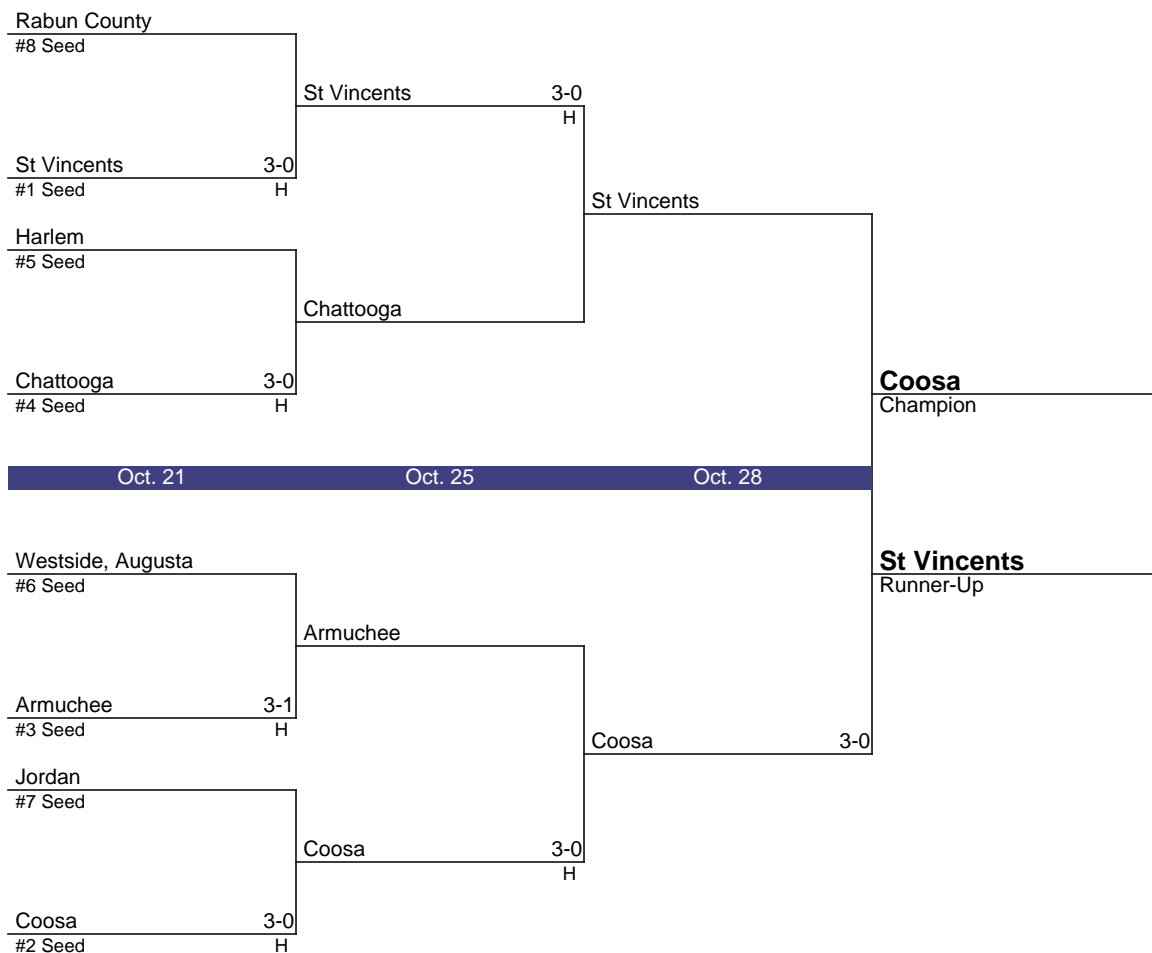 Rabun County
#8 Seed
St Vincents 3-0
H
St Vincents 3-0
#1 Seed H
St Vincents
Harlem
#5 Seed
Chattooga
Chattooga 3-0
#4 Seed H
Coosa
Champion
Oct. 21 Oct. 25 Oct. 28
Westside, Augusta
#6 Seed
St Vincents
Runner-Up
Armuchee
Armuchee 3-1
#3 Seed H
Coosa 3-0
Jordan
#7 Seed
Coosa 3-0
H
Coosa 3-0
#2 Seed H